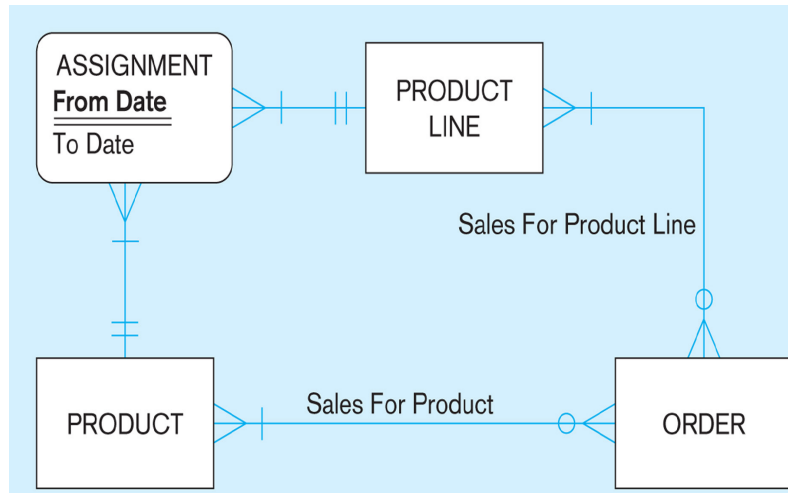 ASSIGNMENT
From Date
To Date
PRODUCT
LINE
Sales For Product Line
PRODUCT
Sales For Product
ORDER